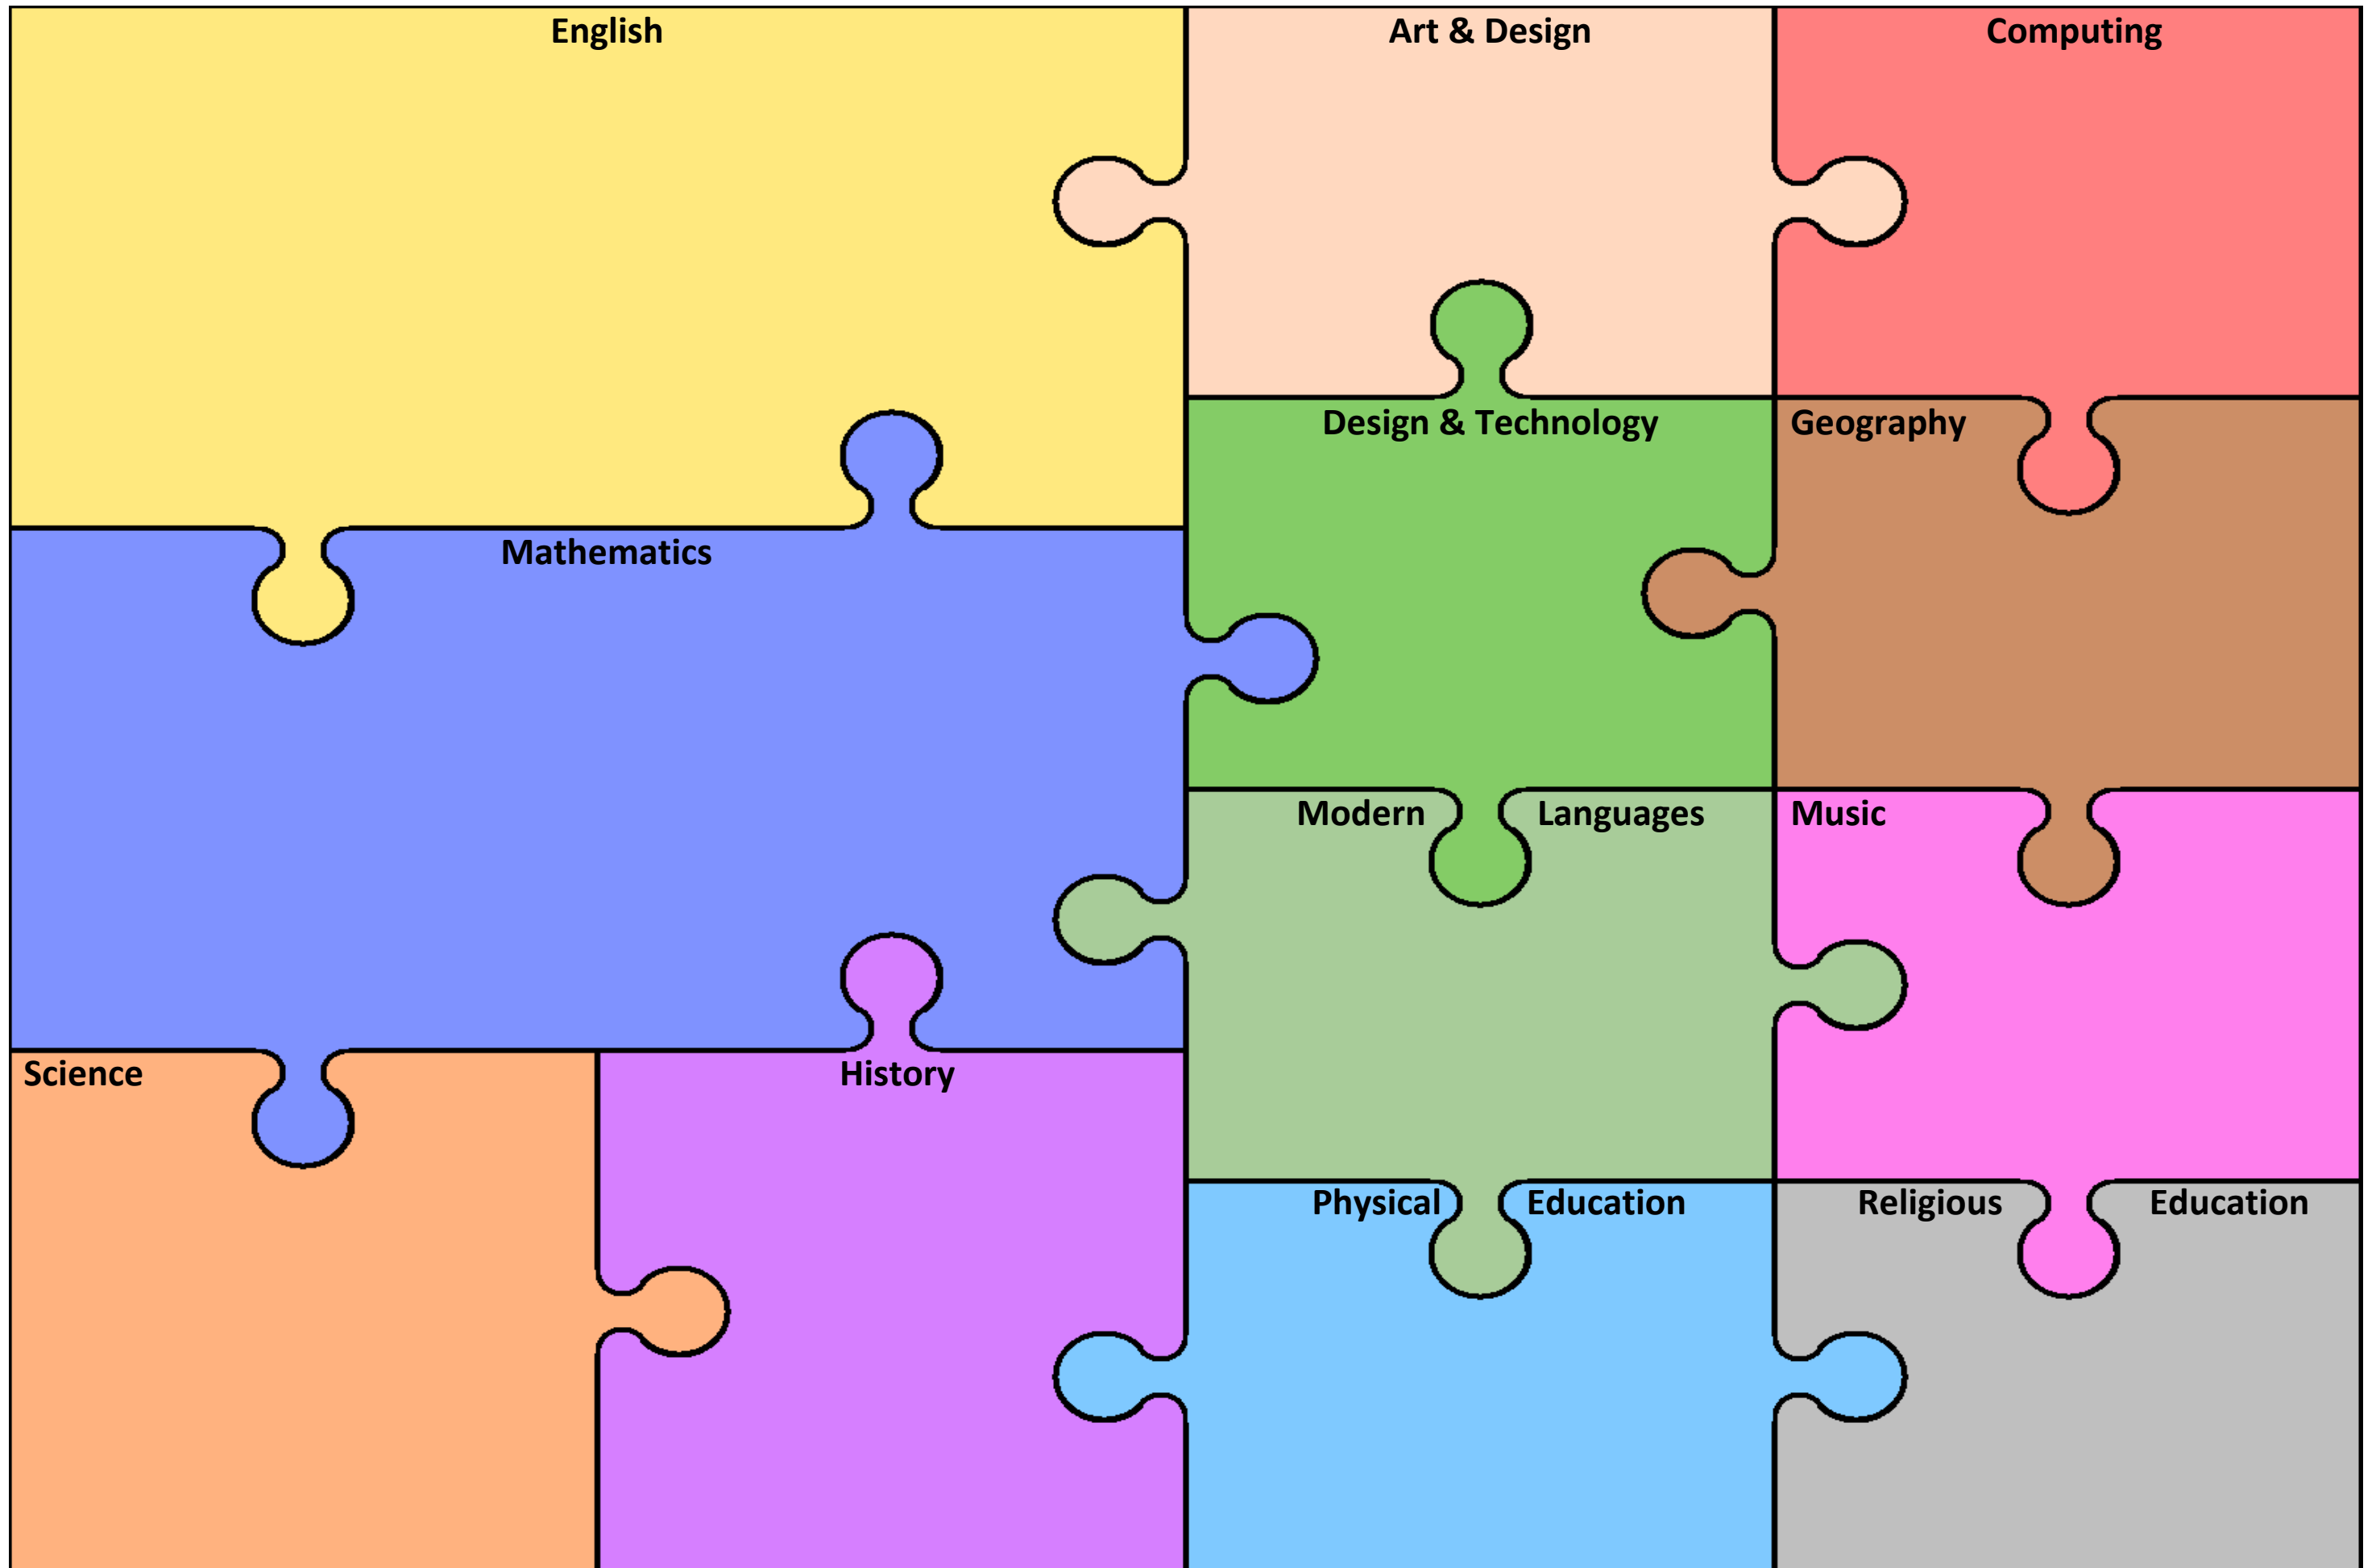 English
Art & Design
Computing
Design & Technology
Geography
Mathematics
Modern Languages
Music
Science
History
Physical Education
Religious Education